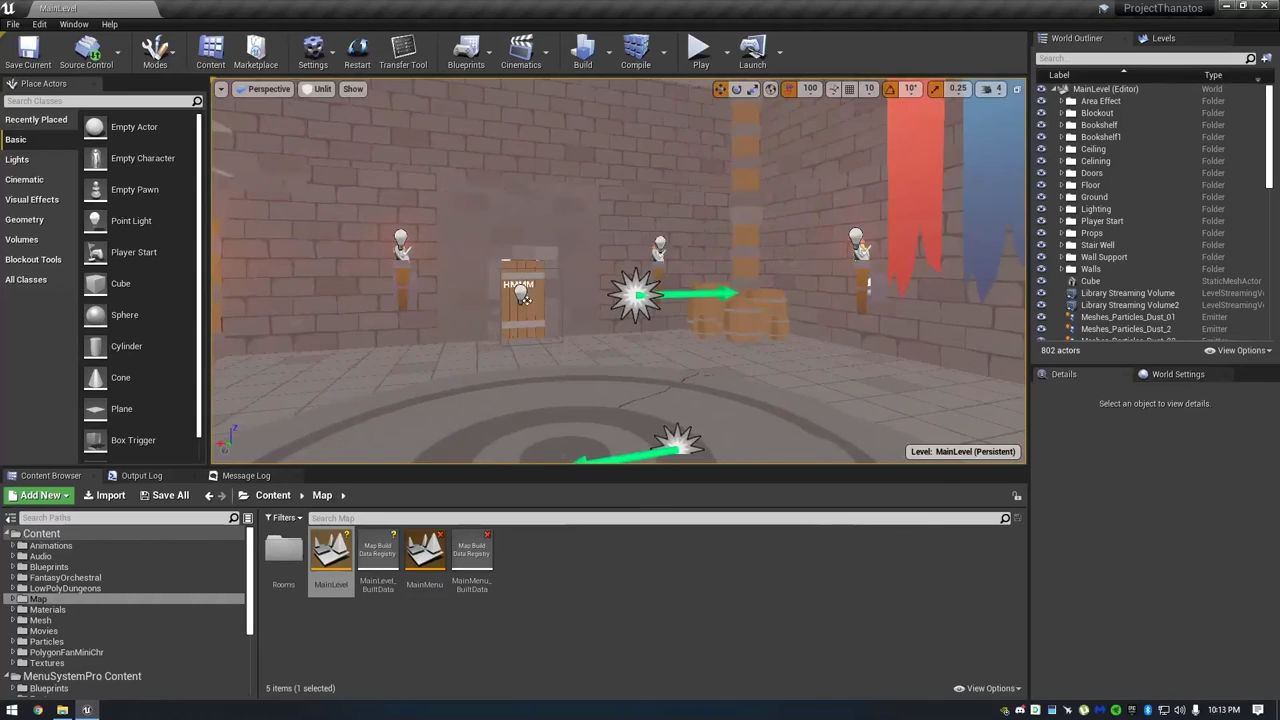 MainLevel
ProjectThanatos
File Edit Window Help
Save Current
Source Control
Modes
Content
Marketplace
Settings
Restart
Transfer Tool
Blueprints
Cinematics
Build
Compile
Play
Launch
Place Actors
Search Classes
Recently Placed
Basic
Lights
Cinematic
Visual Effects
Geometry
Volumes
Blockout Tools
All Classes
Empty Actor
Empty Character
Empty Pawn
Point Light
Player Start
Cube
Sphere
Cylinder
Cone
Plane
Box Trigger
Perspective Unlit Show
100 10 10° 0.25 4
HMMM
Z
Level: MainLevel (Persistent)
World Outliner
Levels
Search...
Label Type
MainLevel (Editor) World
Area Effect Folder
Blockout Folder
Bookshelf Folder
Bookshelf1 Folder
Ceiling Folder
Celining Folder
Doors Folder
Floor Folder
Ground Folder
Lighting Folder
Player Start Folder
Props Folder
Stair Well Folder
Wall Support Folder
Walls Folder
Cube StaticMeshActor
Library Streaming Volume LevelStreamingV
Library Streaming Volume2 LevelStreamingV
Meshes_Particles_Dust_01 Emitter
Meshes_Particles_Dust_2 Emitter
802 actors
View Options
Details
World Settings
Select an object to view details.
Content Browser
Output Log
Message Log
Add New Import Save All Content Map
Search Paths
Filters
Search Map
Content
Animations
Audio
Blueprints
FantasyOrchestral
LowPolyDungeons
Map
Materials
Mesh
Movies
Particles
PolygonFanMiniChr
Textures
MenuSystemPro Content
Blueprints
Rooms
MainLevel
Map Build
Data Registry
MainLevel_
BuiltData
MainMenu
Map Build
Data Registry
MainMenu_
BuiltData
5 items (1 selected)
View Options
10:13 PM